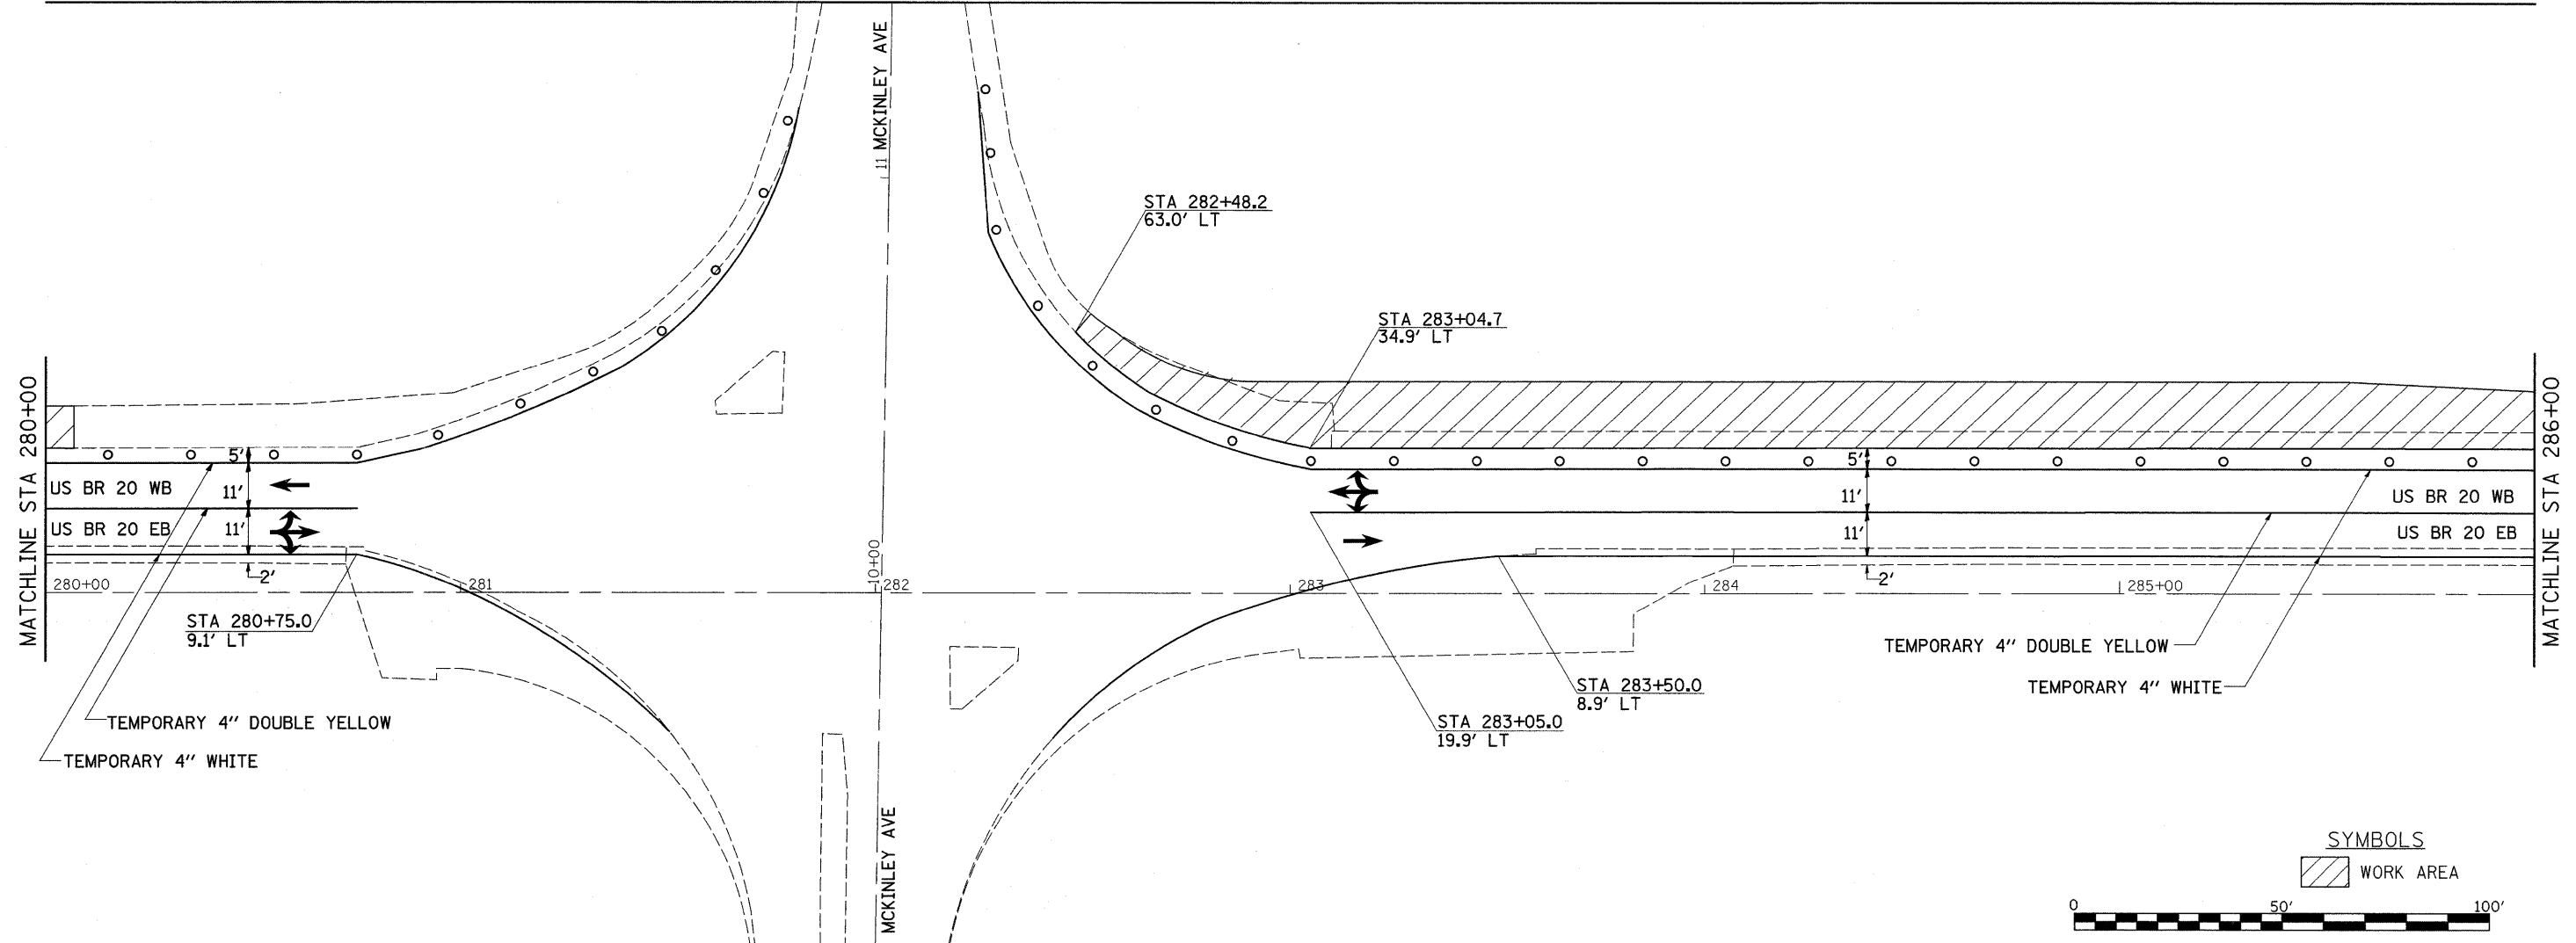 11 MCKINLEY AVE
STA 282+48.2
63.0' LT
STA 283+04.7
34.9' LT
MATCHLINE STA 280+00
MATCHLINE STA 286+00
5'
5'
US BR 20 WB
11'
11'
US BR 20 WB
US BR 20 EB
11'
11'
US BR 20 EB
10+00
2'
2'
280+00
281
282
283
284
285+00
STA 280+75.0
9.1' LT
TEMPORARY 4" DOUBLE YELLOW
TEMPORARY 4" WHITE
STA 283+50.0
8.9' LT
STA 283+05.0
19.9' LT
TEMPORARY 4" DOUBLE YELLOW
TEMPORARY 4" WHITE
MCKINLEY AVE
SYMBOLS
WORK AREA
0 50' 100'